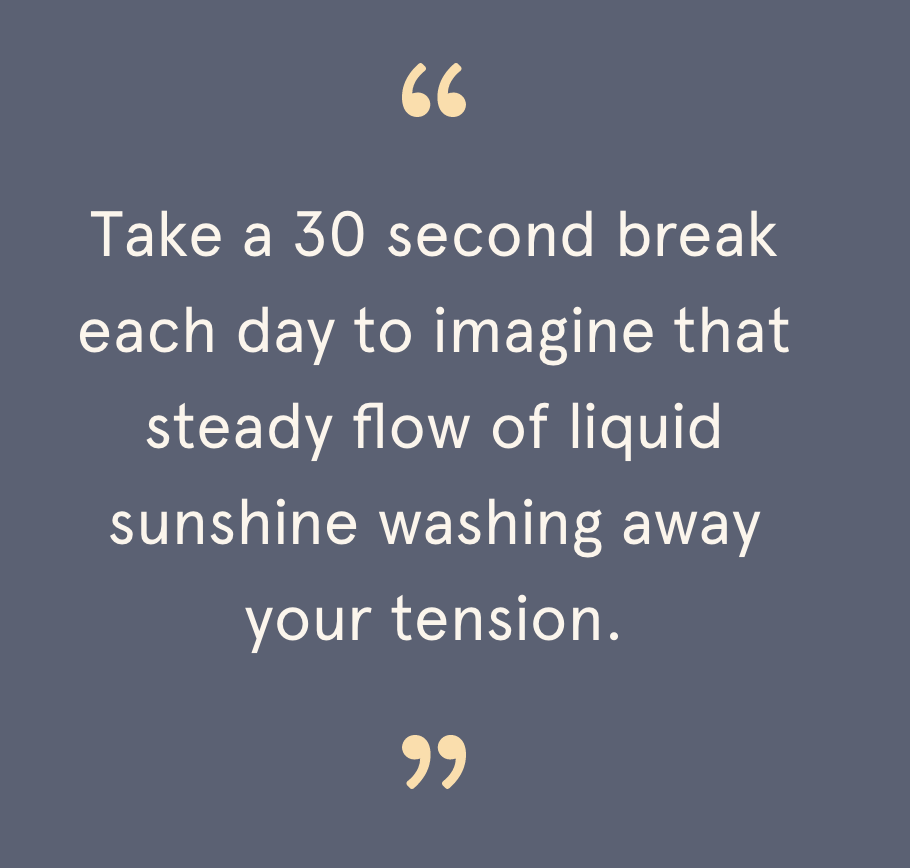 “
Take a 30 second break
each day to imagine that
steady flow of liquid
sunshine washing away
your tension.
”